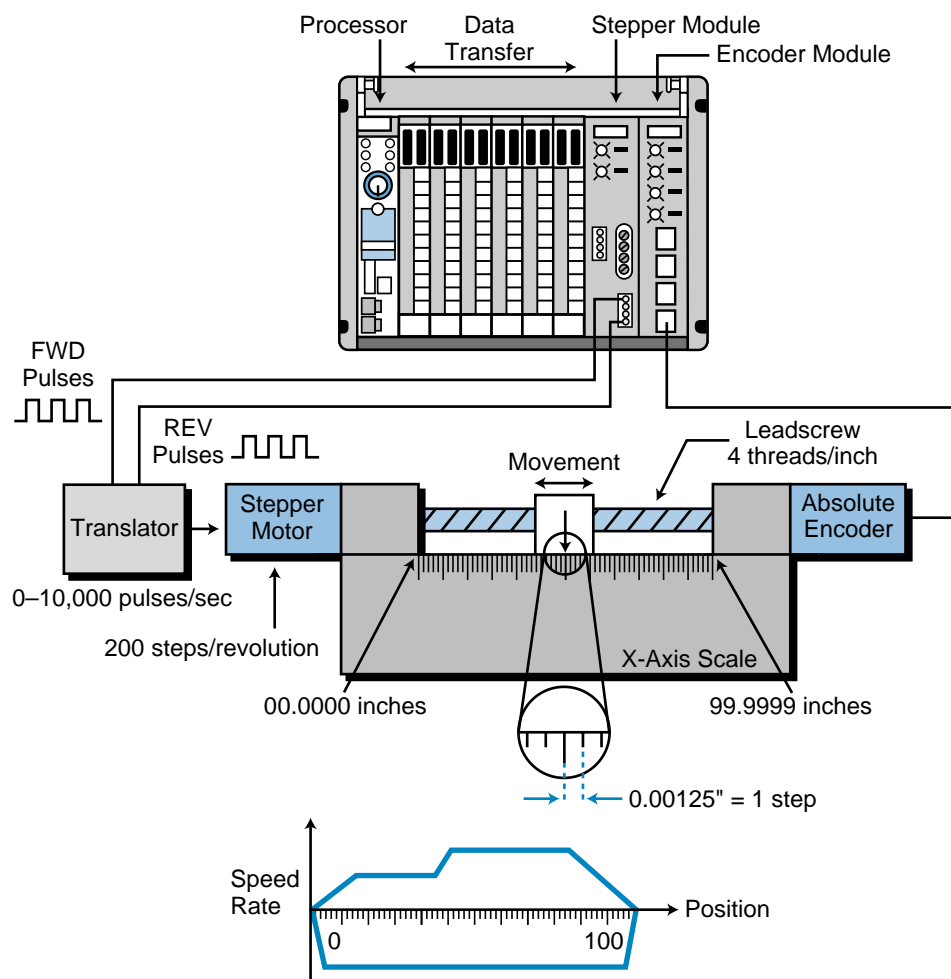 Processor
Data
Transfer
Stepper Module
Encoder Module
FWD
Pulses
REV
Pulses
Movement
Leadscrew
4 threads/inch
Translator
Stepper
Motor
Absolute
Encoder
0–10,000 pulses/sec
200 steps/revolution
X-Axis Scale
00.0000 inches
99.9999 inches
0.00125" = 1 step
Speed
Rate
Position
0
100